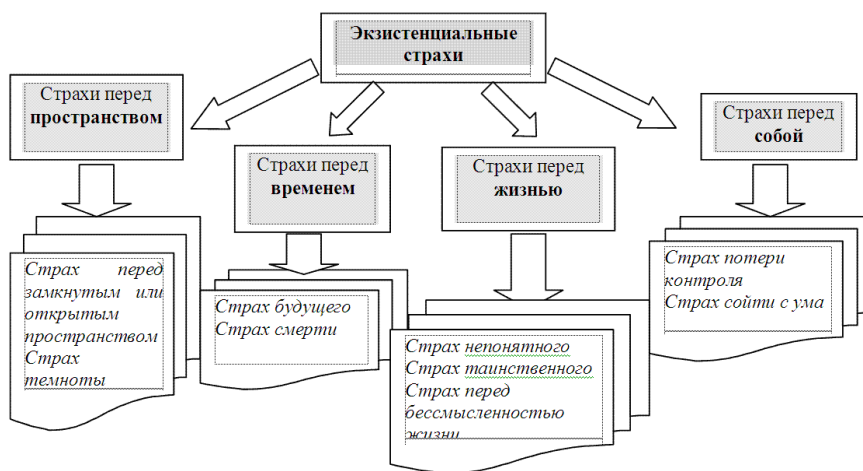 Экзистенциальные
страхи
Страхи перед
пространством
Страхи перед
временем
Страхи перед
жизнью
Страхи перед
собой
Страх перед
замкнутым или
открытым
пространством
Страх
темноты
Страх будущего
Страх смерти
Страх непонятного
Страх таинственного
Страх перед
бессмысленностью
жизни
Страх потери
контроля
Страх сойти с ума